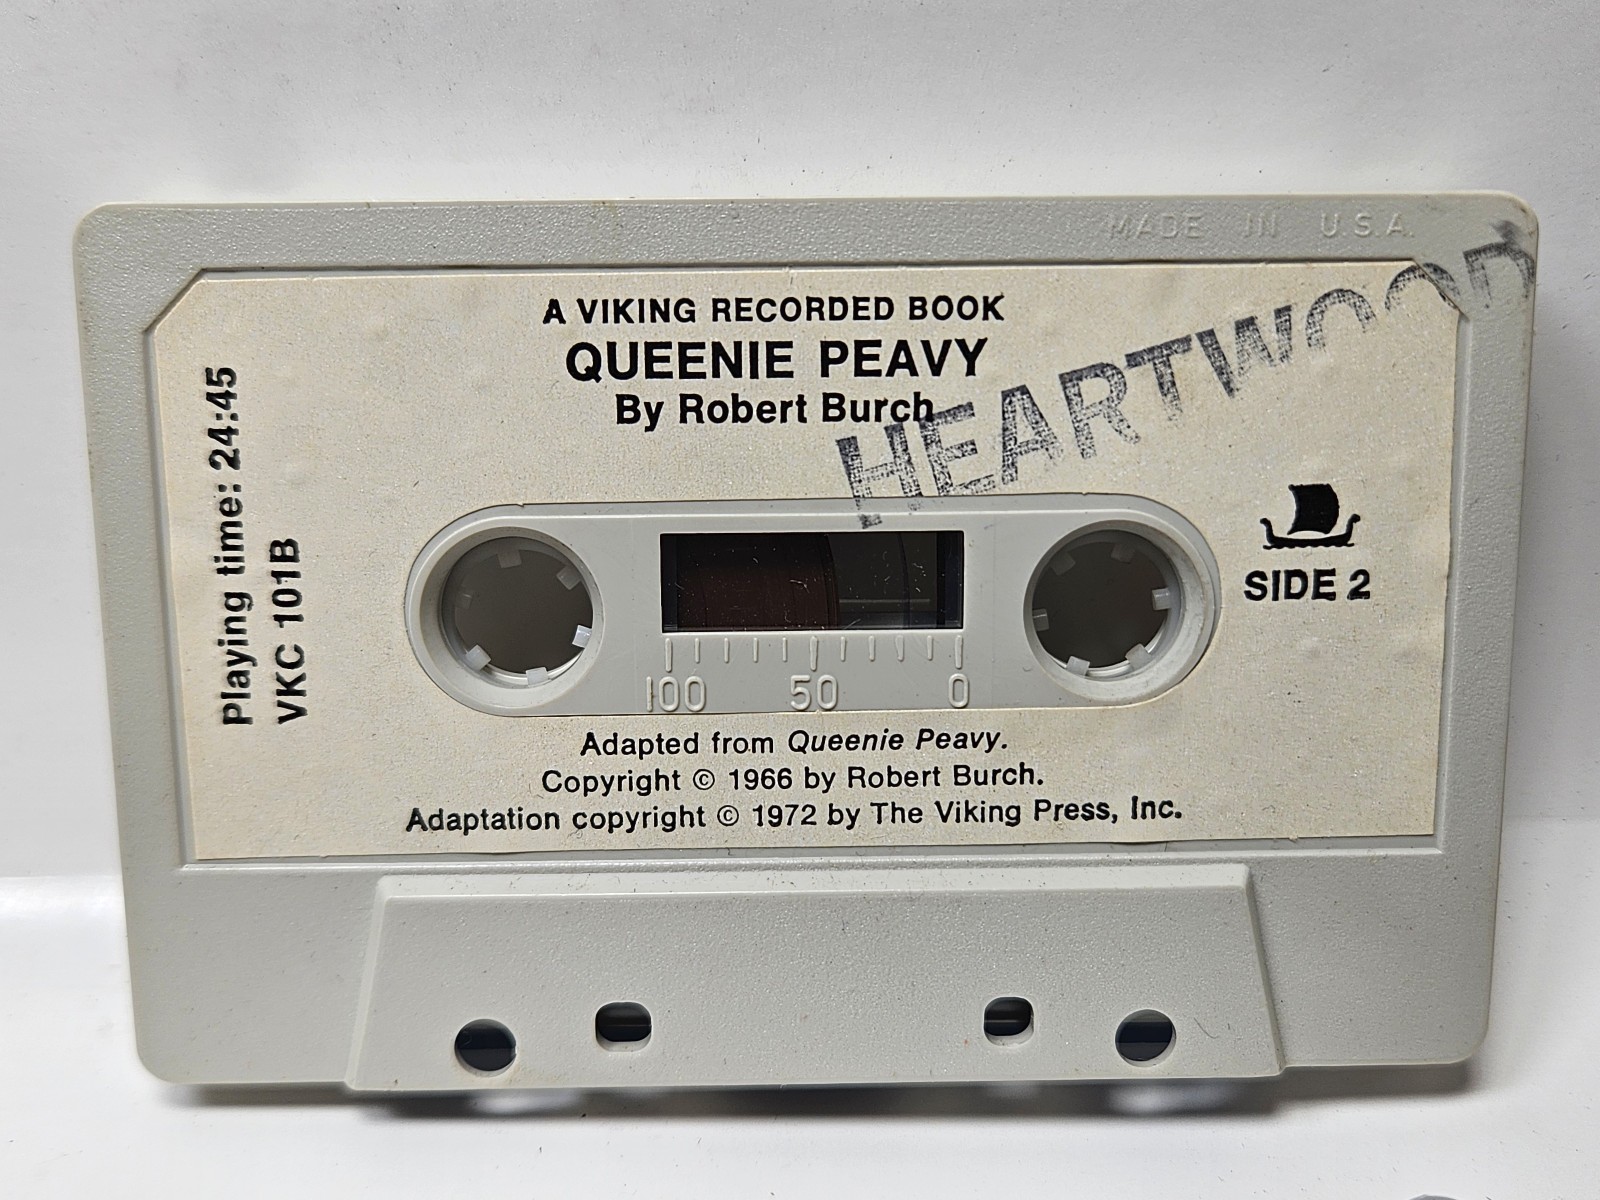 MADE IN U.S.A.
A VIKING RECORDED BOOK
QUEENIE PEAVY
By Robert Burch
HEARTWOOD
Playing time: 24:45
VKC 101B
SIDE 2
100 50 0
Adapted from Queenie Peavy.
Copyright © 1966 by Robert Burch.
Adaptation copyright © 1972 by The Viking Press, Inc.